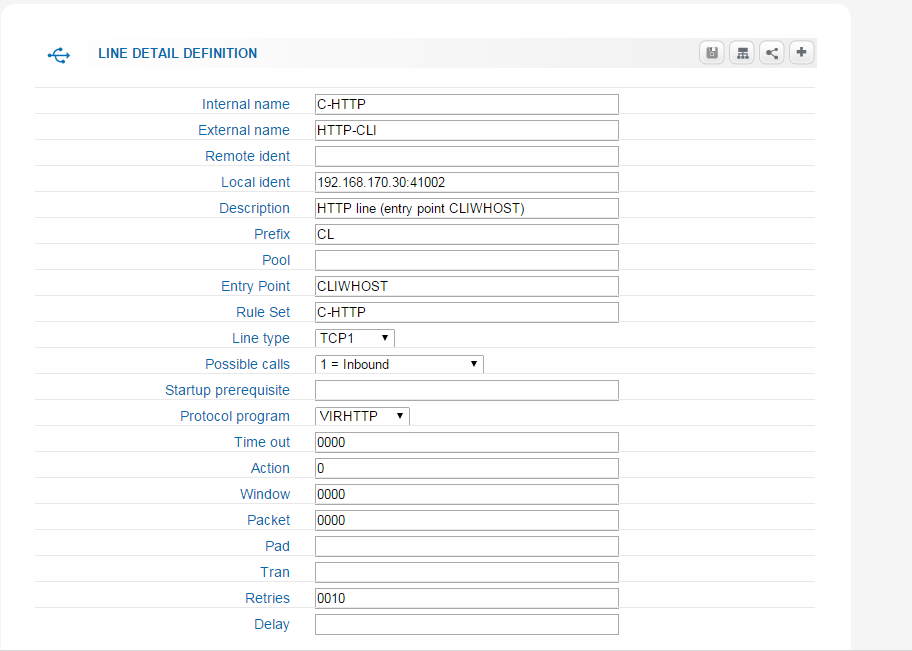 LINE DETAIL DEFINITION
Internal name C-HTTP
External name HTTP-CLI
Remote ident
Local ident 192.168.170.30:41002
Description HTTP line (entry point CLIWHOST)
Prefix CL
Pool
Entry Point CLIWHOST
Rule Set C-HTTP
Line type TCP1
Possible calls 1 = Inbound
Startup prerequisite
Protocol program VIRHTTP
Time out 0000
Action 0
Window 0000
Packet 0000
Pad
Tran
Retries 0010
Delay